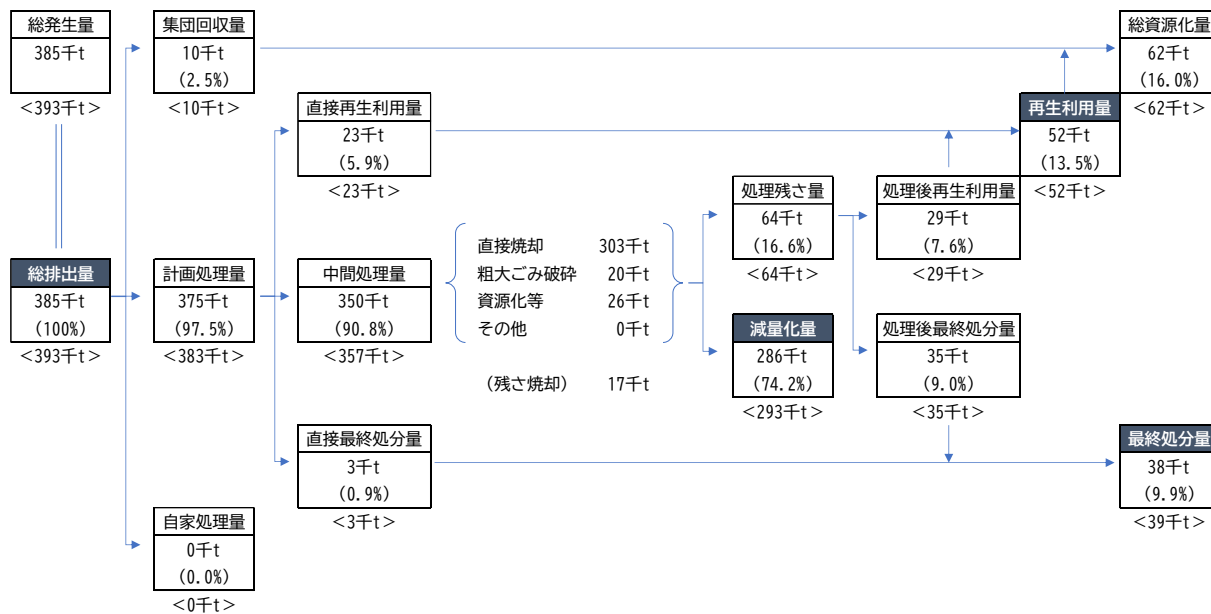 総発生量
385千t
<393千t>
集団回収量
10千t
(2.5%)
<10千t>
総資源化量
62千t
(16.0%)
<62千t>
直接再生利用量
23千t
(5.9%)
<23千t>
再生利用量
52千t
(13.5%)
<52千t>
処理残さ量
64千t
(16.6%)
<64千t>
処理後再生利用量
29千t
(7.6%)
<29千t>
総排出量
385千t
(100%)
<393千t>
計画処理量
375千t
(97.5%)
<383千t>
中間処理量
350千t
(90.8%)
<357千t>
直接焼却 303千t
粗大ごみ破砕 20千t
資源化等 26千t
その他 0千t
(残さ焼却) 17千t
減量化量
286千t
(74.2%)
<293千t>
処理後最終処分量
35千t
(9.0%)
<35千t>
直接最終処分量
3千t
(0.9%)
<3千t>
最終処分量
38千t
(9.9%)
<39千t>
自家処理量
0千t
(0.0%)
<0千t>